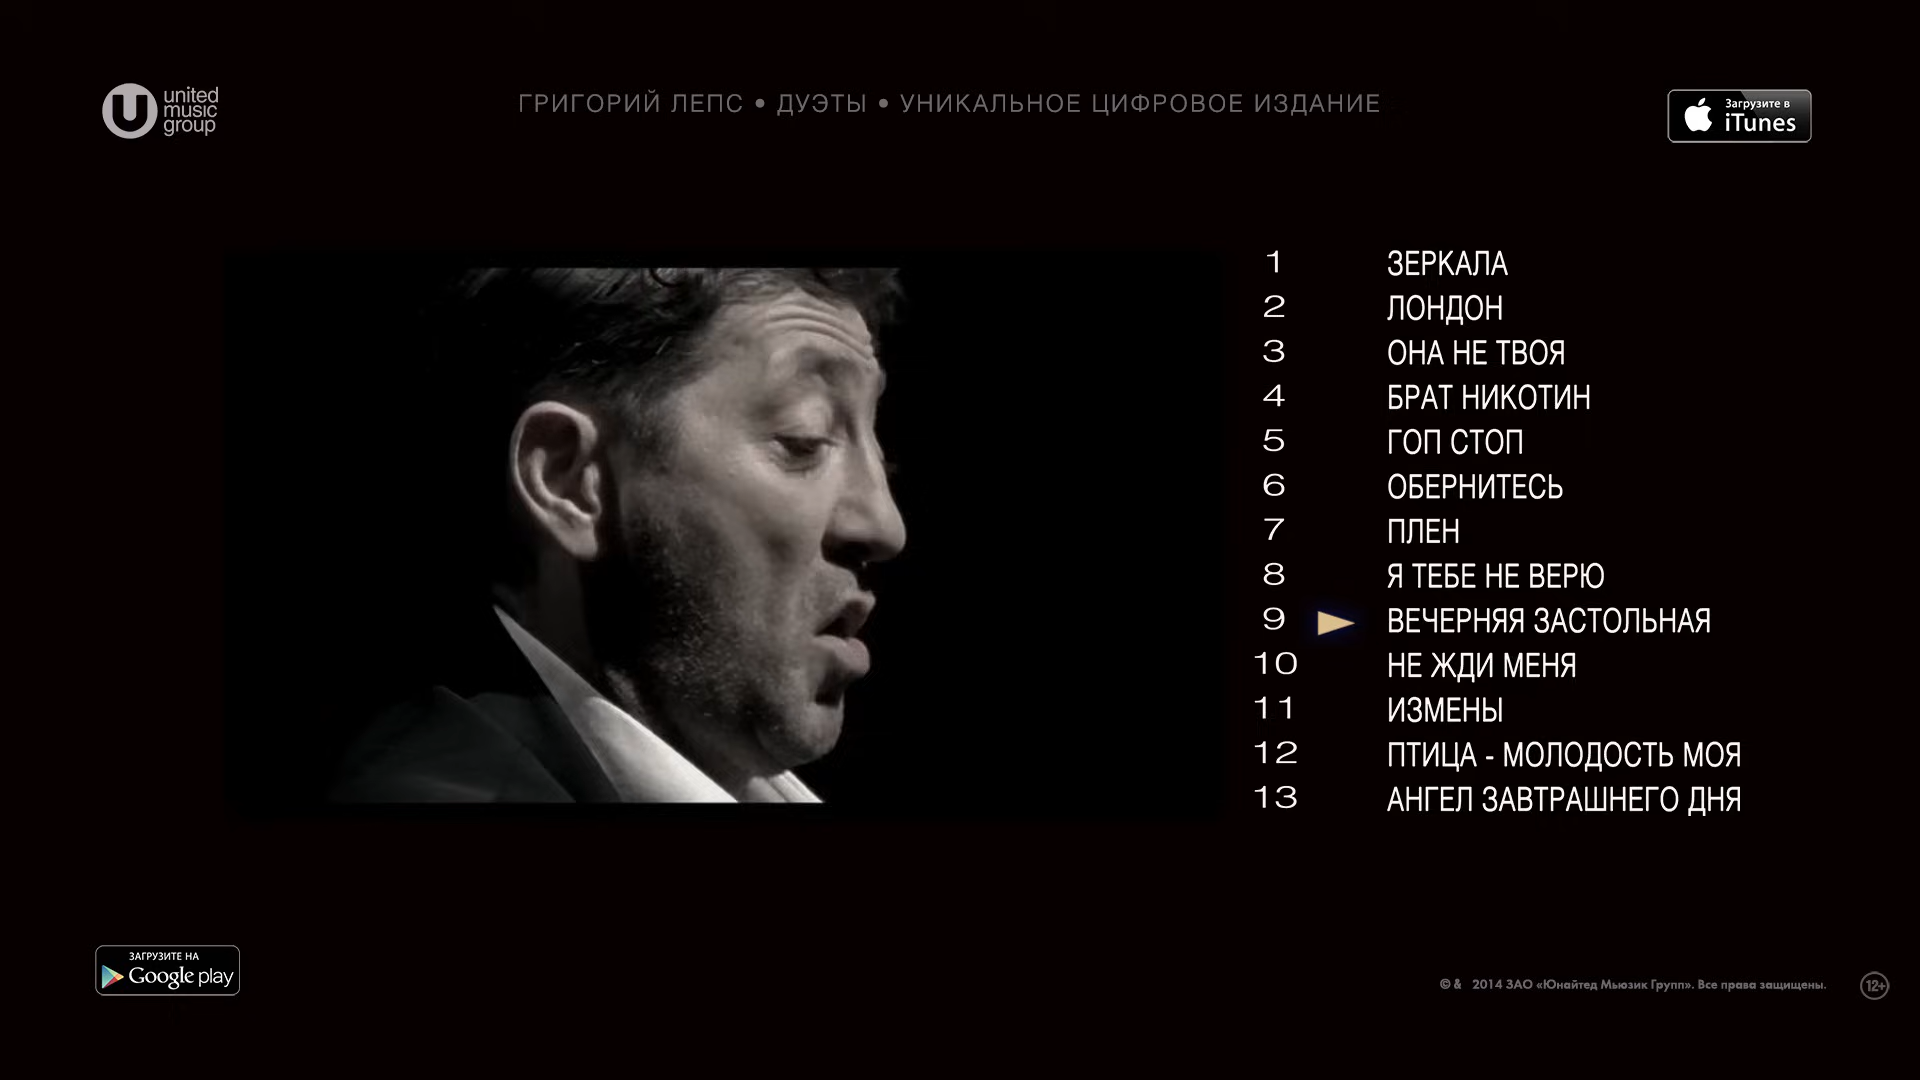 united
music
group
ГРИГОРИЙ ЛЕПС • ДУЭТЫ • УНИКАЛЬНОЕ ЦИФРОВОЕ ИЗДАНИЕ
Загрузите в
iTunes
1 ЗЕРКАЛА
2 ЛОНДОН
3 ОНА НЕ ТВОЯ
4 БРАТ НИКОТИН
5 ГОП СТОП
6 ОБЕРНИТЕСЬ
7 ПЛЕН
8 Я ТЕБЕ НЕ ВЕРЮ
9 ВЕЧЕРНЯЯ ЗАСТОЛЬНАЯ
10 НЕ ЖДИ МЕНЯ
11 ИЗМЕНЫ
12 ПТИЦА - МОЛОДОСТЬ МОЯ
13 АНГЕЛ ЗАВТРАШНЕГО ДНЯ
ЗАГРУЗИТЕ НА
Google play
© & 2014 ЗАО «Юнайтед Мьюзик Групп». Все права защищены.
12+